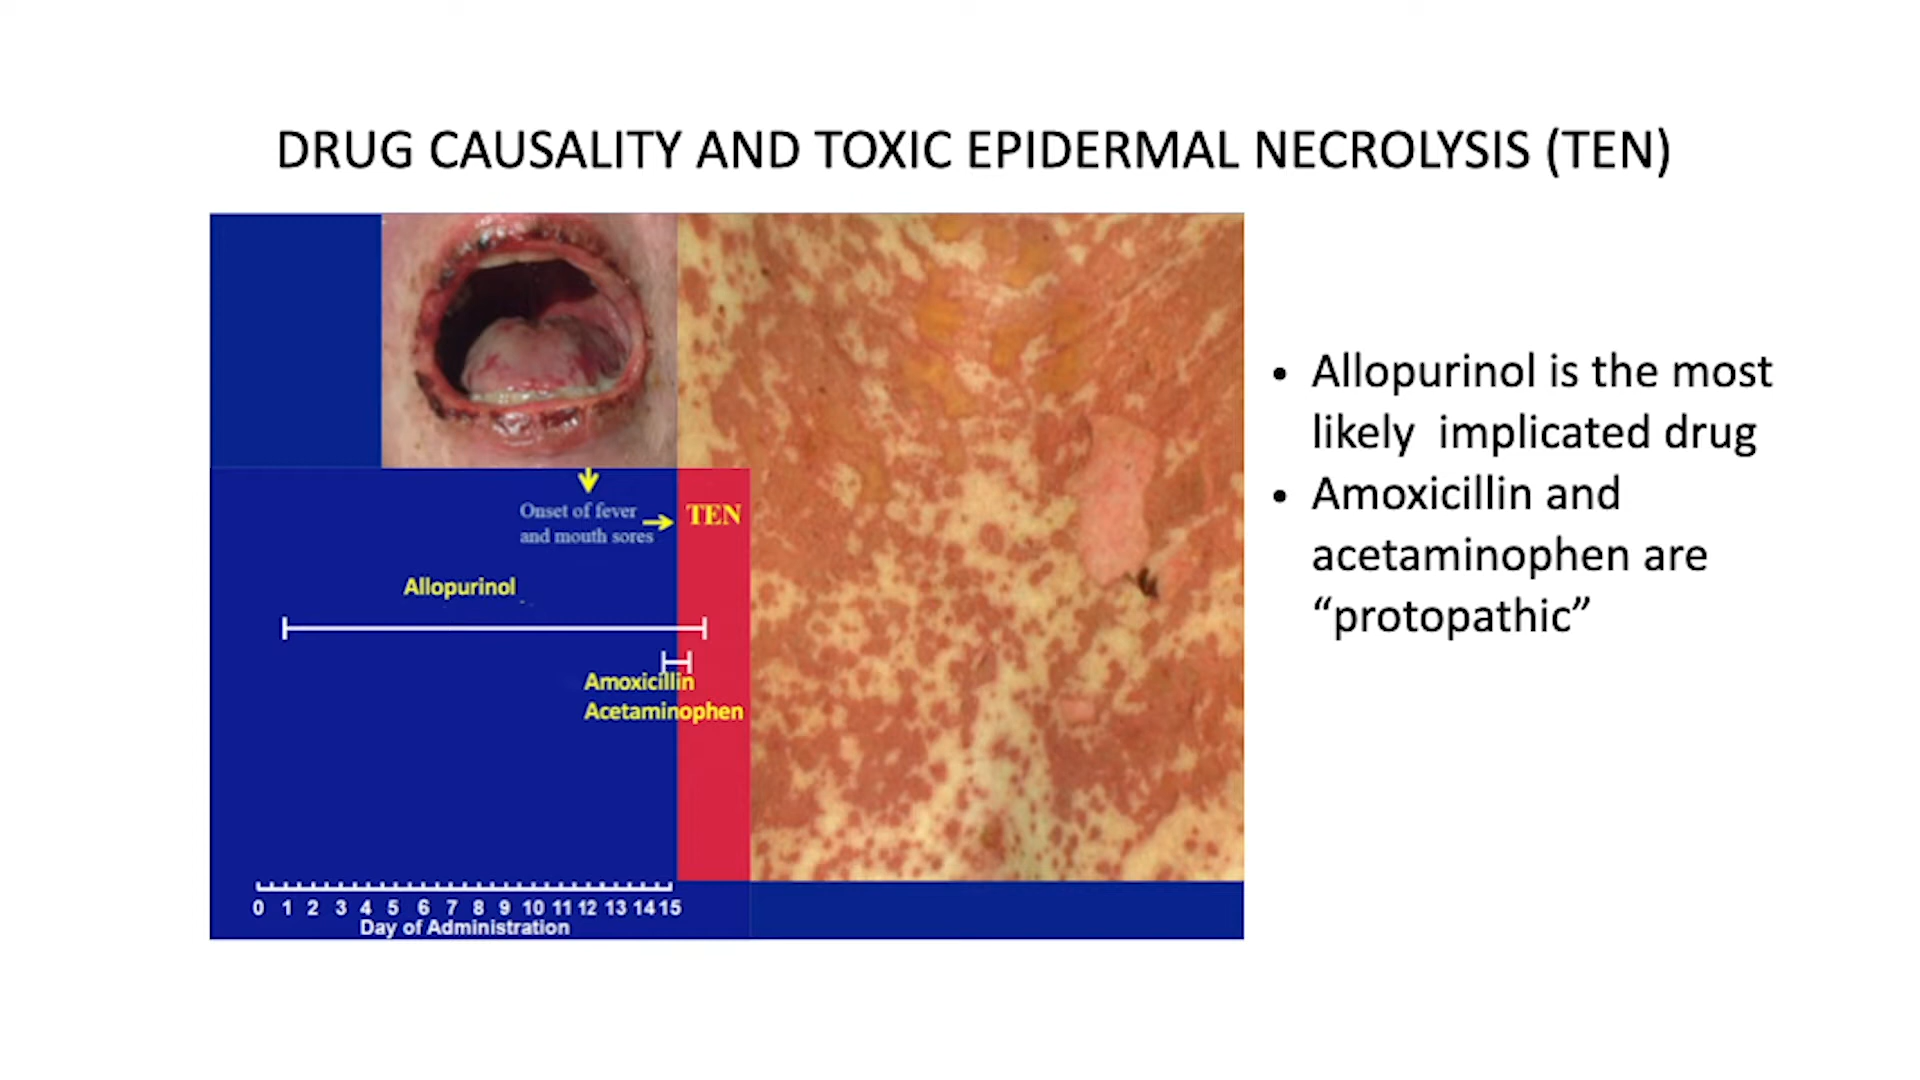 DRUG CAUSALITY AND TOXIC EPIDERMAL NECROLYSIS (TEN)
Onset of fever
and mouth sores
TEN
Allopurinol
Amoxicillin
Acetaminophen
0 1 2 3 4 5 6 7 8 9 10 11 12 13 14 15
Day of Administration
• Allopurinol is the most
likely implicated drug
• Amoxicillin and
acetaminophen are
“protopathic”